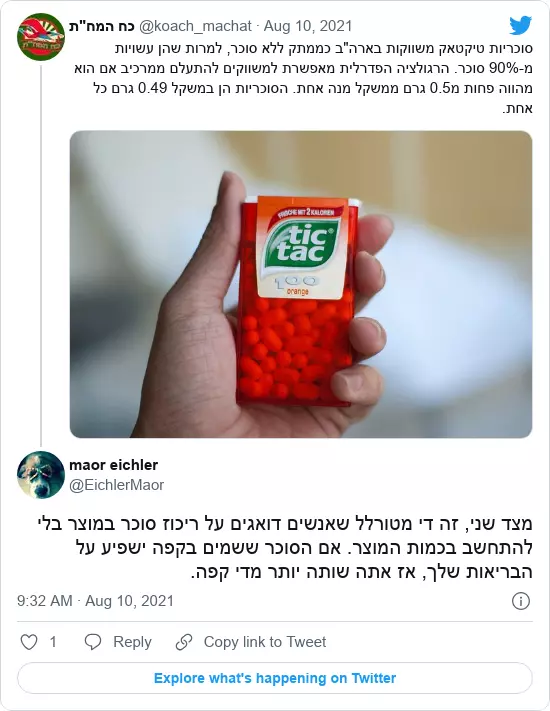 כח המח"ת @koach_machat · Aug 10, 2021
סוכריות טיקטאק משווקות בארה"ב כממתק ללא סוכר, למרות שהן עשויות
מ-90% סוכר. הרגולציה הפדרלית מאפשרת למשווקים להתעלם ממרכיב אם הוא
מהווה פחות מ0.5 גרם ממשקל מנה אחת. הסוכריות הן במשקל 0.49 גרם כל
אחת.
FRISCHE MIT 2 KALORIEN
tic
tac
100
orange
maor eichler
@EichlerMaor
מצד שני, זה די מטורלל שאנשים דואגים על ריכוז סוכר במוצר בלי
להתחשב בכמות המוצר. אם הסוכר ששמים בקפה ישפיע על
הבריאות שלך, אז אתה שותה יותר מדי קפה.
9:32 AM · Aug 10, 2021
1 Reply Copy link to Tweet
Explore what's happening on Twitter